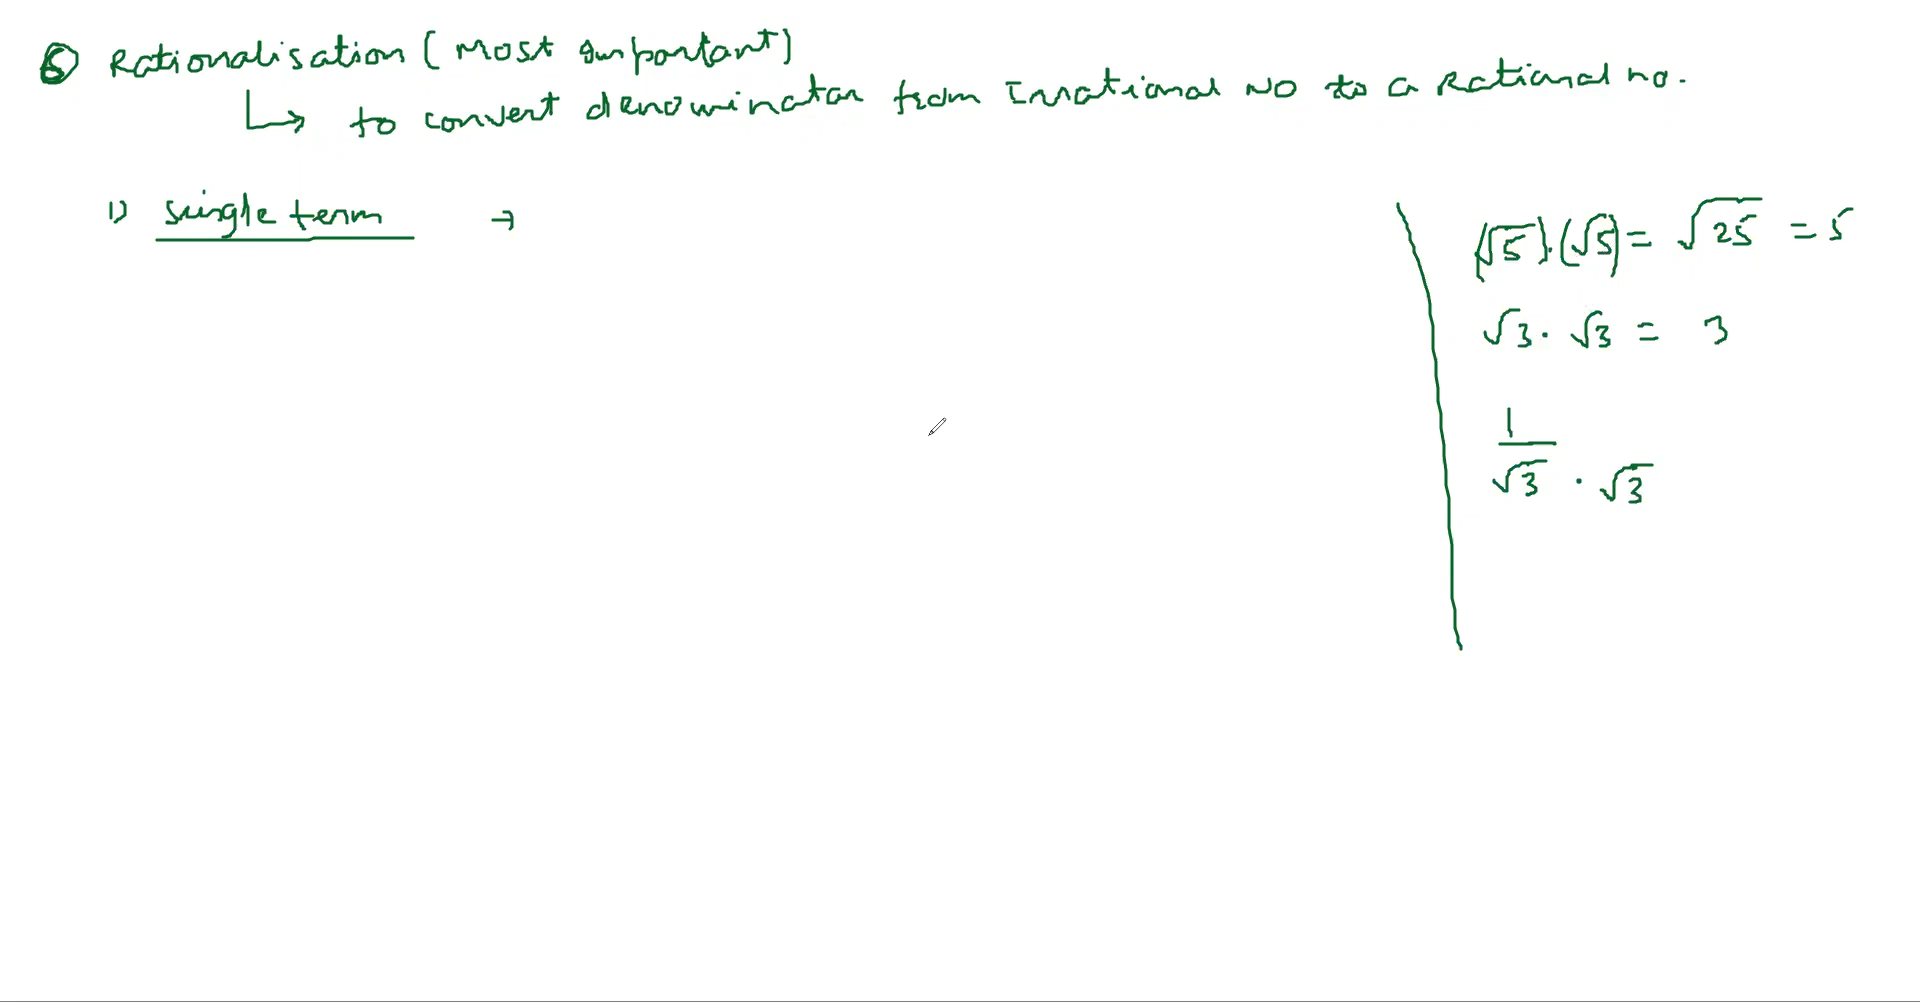 6 Rationalisation (Most Important)
↳ to convert denominator from Irrational NO to a Rational no.
1) Single term →
(√5).(√5) = √25 = 5
√3 . √3 = 3
1
√3 . √3